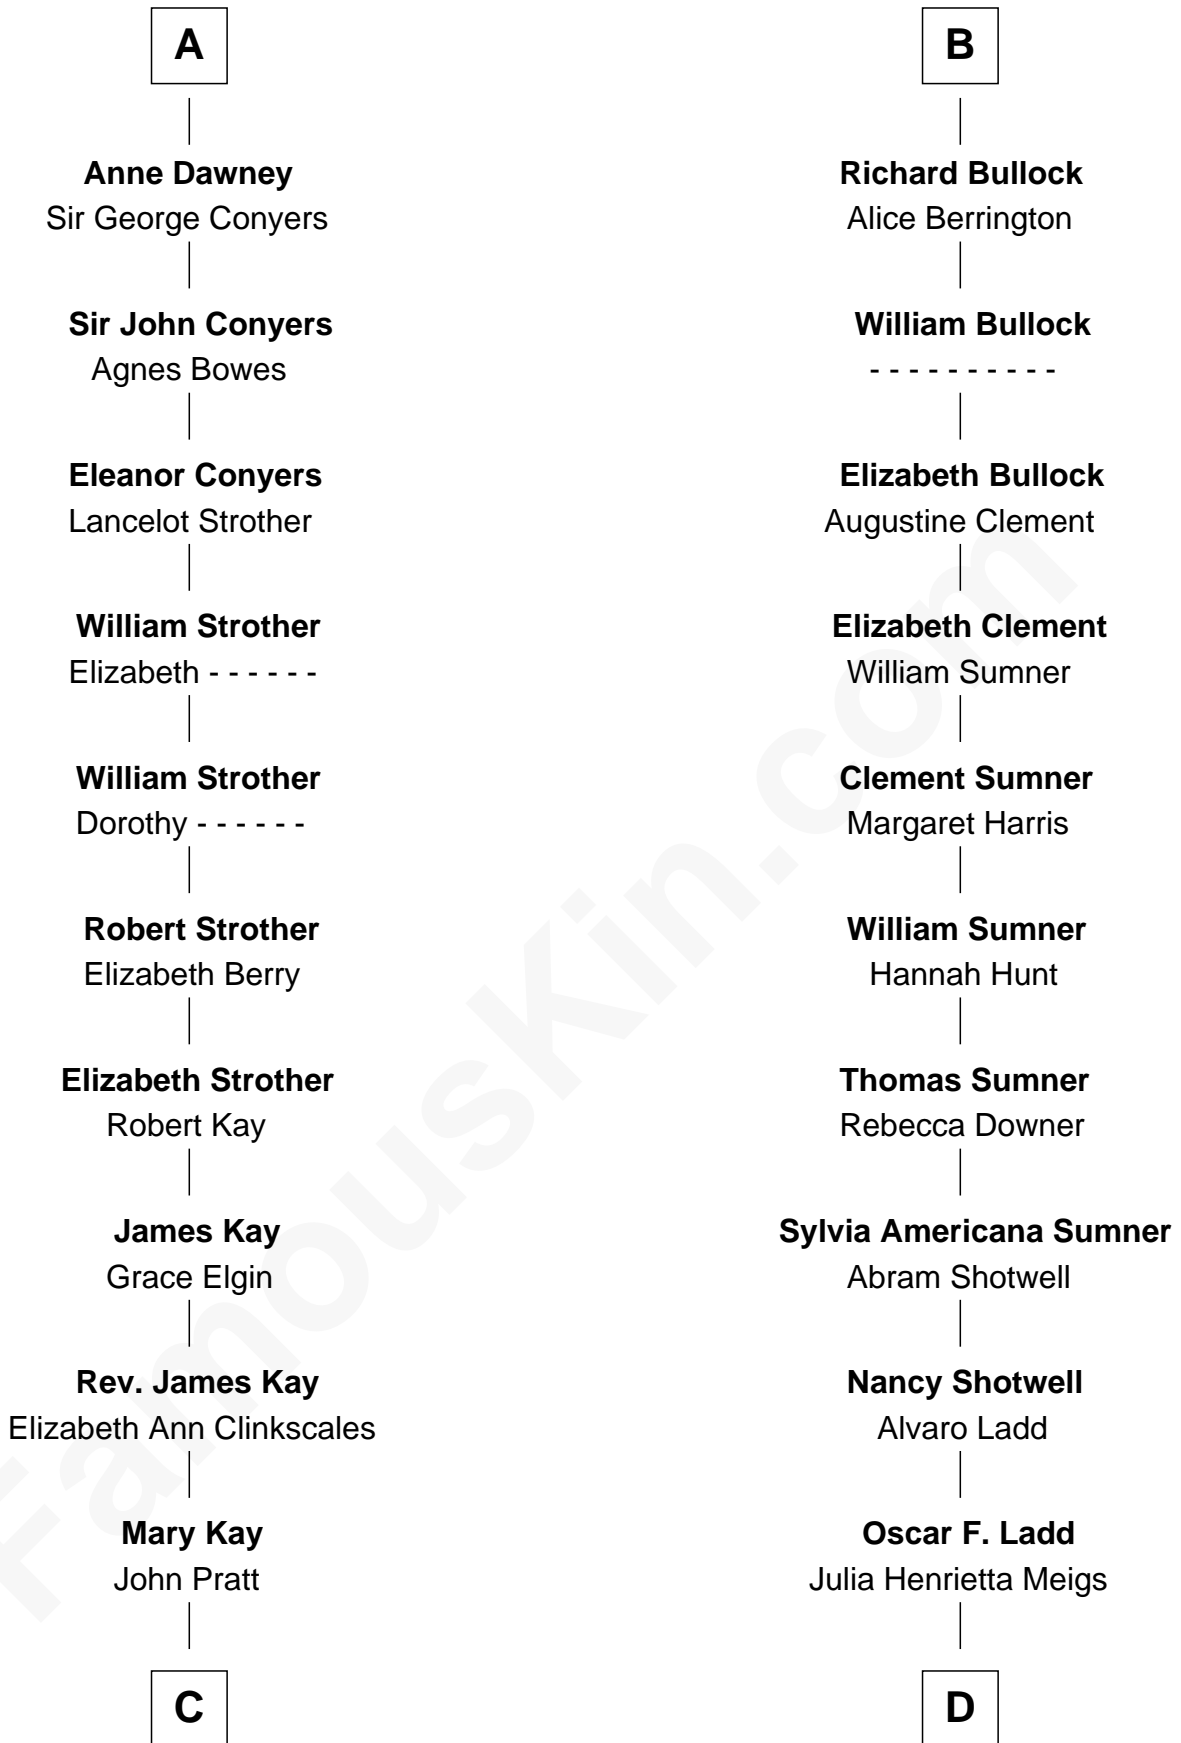 A
Anne Dawney
Sir George Conyers
Sir John Conyers
Agnes Bowes
Eleanor Conyers
Lancelot Strother
William Strother
Elizabeth - - - - - -
William Strother
Dorothy - - - - - -
Robert Strother
Elizabeth Berry
Elizabeth Strother
Robert Kay
James Kay
Grace Elgin
Rev. James Kay
Elizabeth Ann Clinkscales
Mary Kay
John Pratt
C
B
Richard Bullock
Alice Berrington
William Bullock
- - - - - - - - - -
Elizabeth Bullock
Augustine Clement
Elizabeth Clement
William Sumner
Clement Sumner
Margaret Harris
William Sumner
Hannah Hunt
Thomas Sumner
Rebecca Downer
Sylvia Americana Sumner
Abram Shotwell
Nancy Shotwell
Alvaro Ladd
Oscar F. Ladd
Julia Henrietta Meigs
D
FamousKin.com